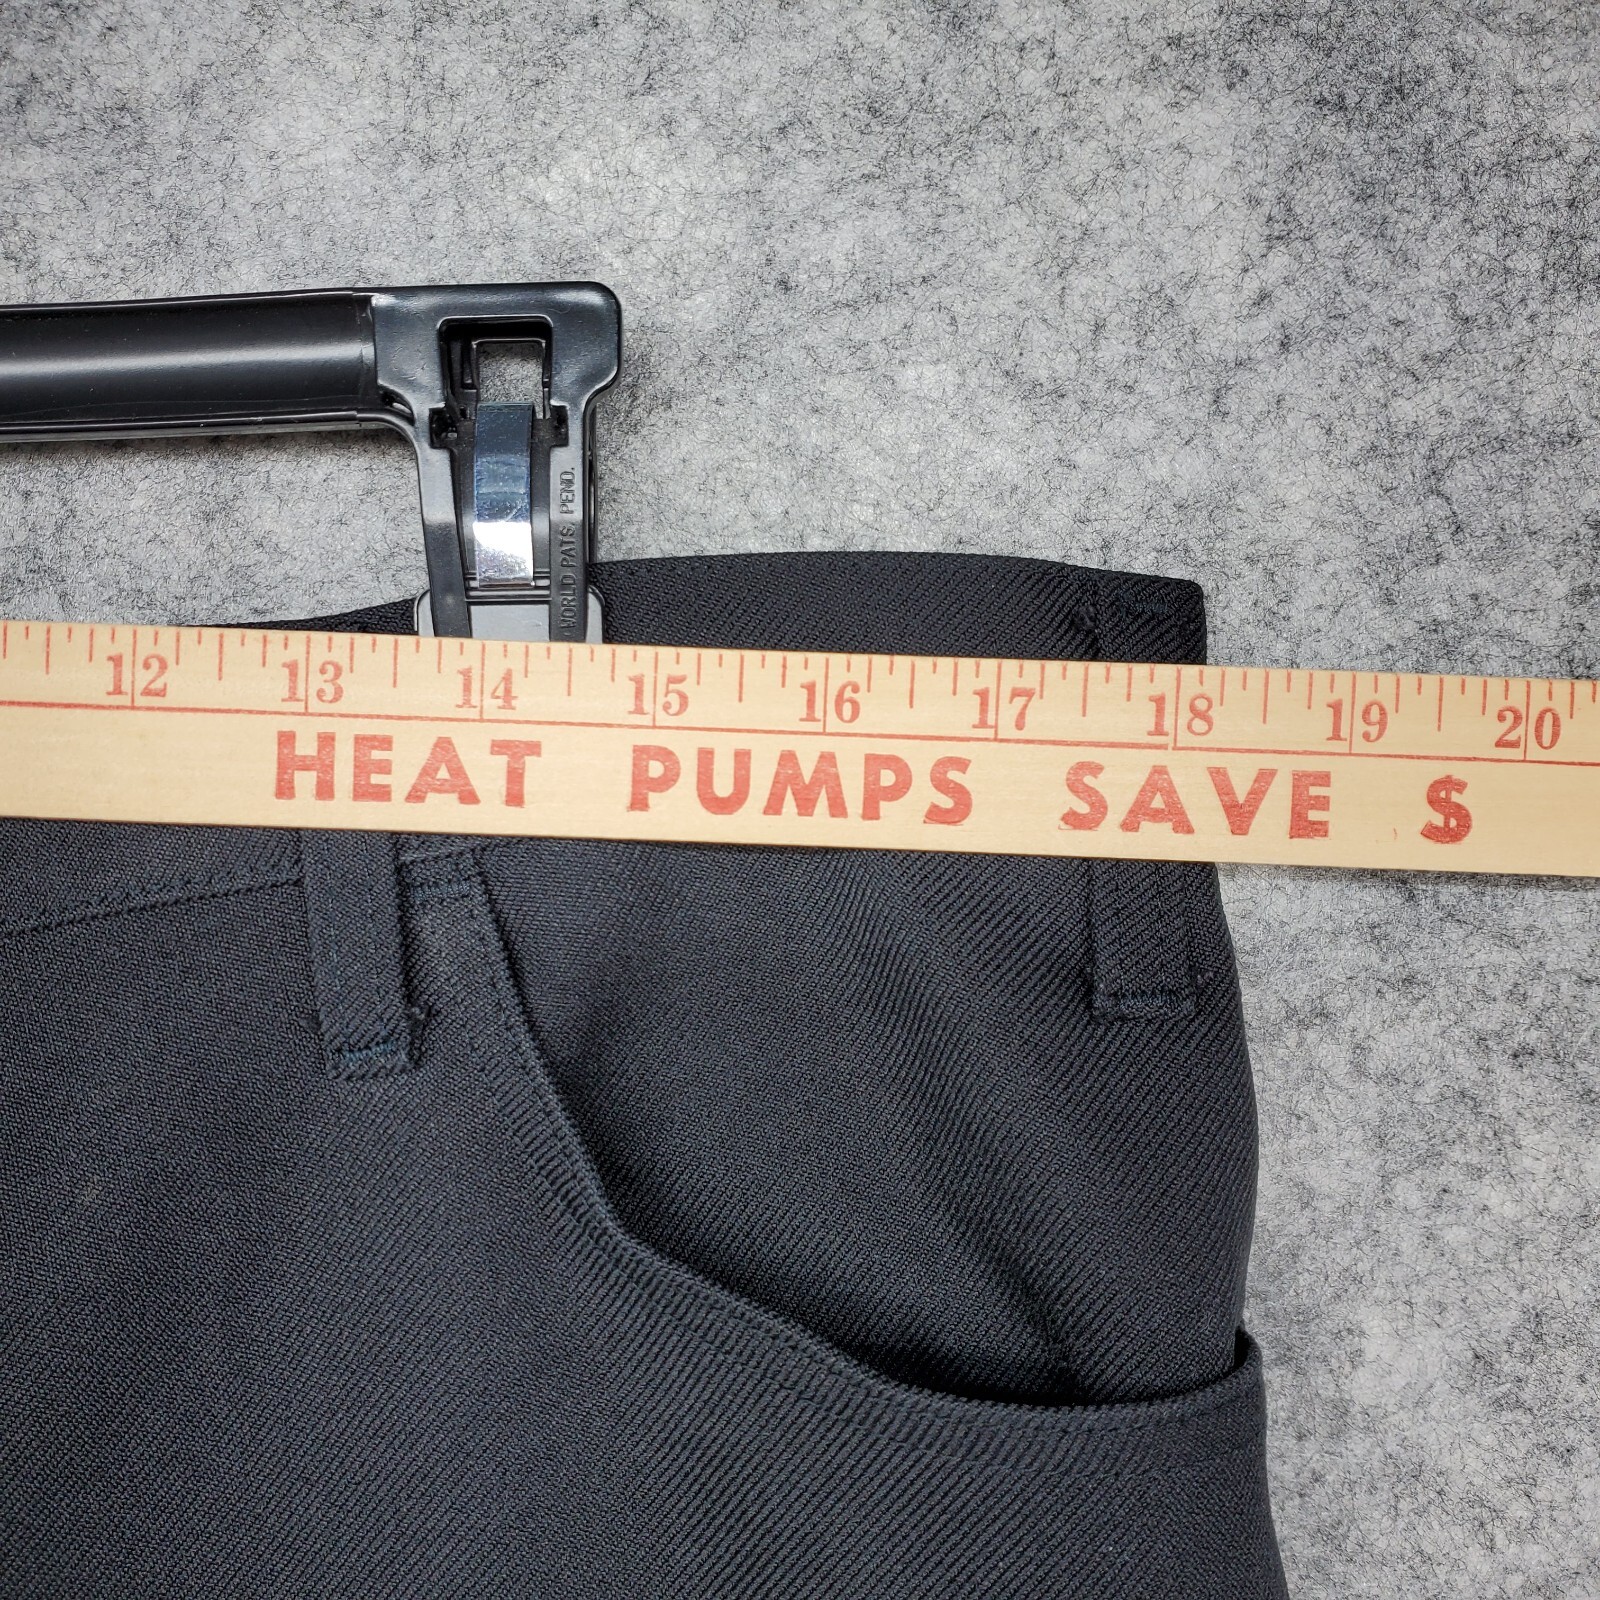 WORLD PATS. PEND.
12 13 14 15 16 17 18 19 20
HEAT PUMPS SAVE $